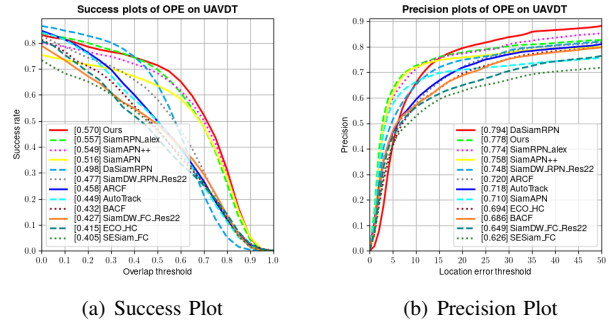 Success plots of OPE on UAVDT
Success rate
0.8
0.7
0.6
0.5
0.4
0.3
0.2
0.1
0.0
[0.570] Ours
[0.557] SiamRPN_alex
[0.549] SiamAPN++
[0.516] SiamAPN
[0.498] DaSiamRPN
[0.477] SiamDW_RPN_Res22
[0.458] ARCF
[0.449] AutoTrack
[0.432] BACF
[0.427] SiamDW_FC_Res22
[0.415] ECO_HC
[0.405] SESiam_FC
0.0 0.1 0.2 0.3 0.4 0.5 0.6 0.7 0.8 0.9 1.0
Overlap threshold
(a) Success Plot
Precision plots of OPE on UAVDT
Precision
0.8
0.7
0.6
0.5
0.4
0.3
0.2
0.1
0.0
[0.794] DaSiamRPN
[0.778] Ours
[0.774] SiamRPN_alex
[0.758] SiamAPN++
[0.748] SiamDW_RPN_Res22
[0.720] ARCF
[0.718] AutoTrack
[0.710] SiamAPN
[0.694] ECO_HC
[0.686] BACF
[0.649] SiamDW_FC_Res22
[0.626] SESiam_FC
0 5 10 15 20 25 30 35 40 45 50
Location error threshold
(b) Precision Plot